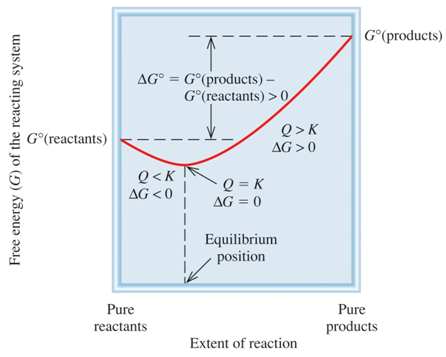 G°(products)
ΔG° = G°(products) –
G°(reactants) > 0
G°(reactants)
Q > K
ΔG > 0
Q < K
ΔG < 0
Q = K
ΔG = 0
Equilibrium
position
Free energy (G) of the reacting system
Pure
reactants
Pure
products
Extent of reaction